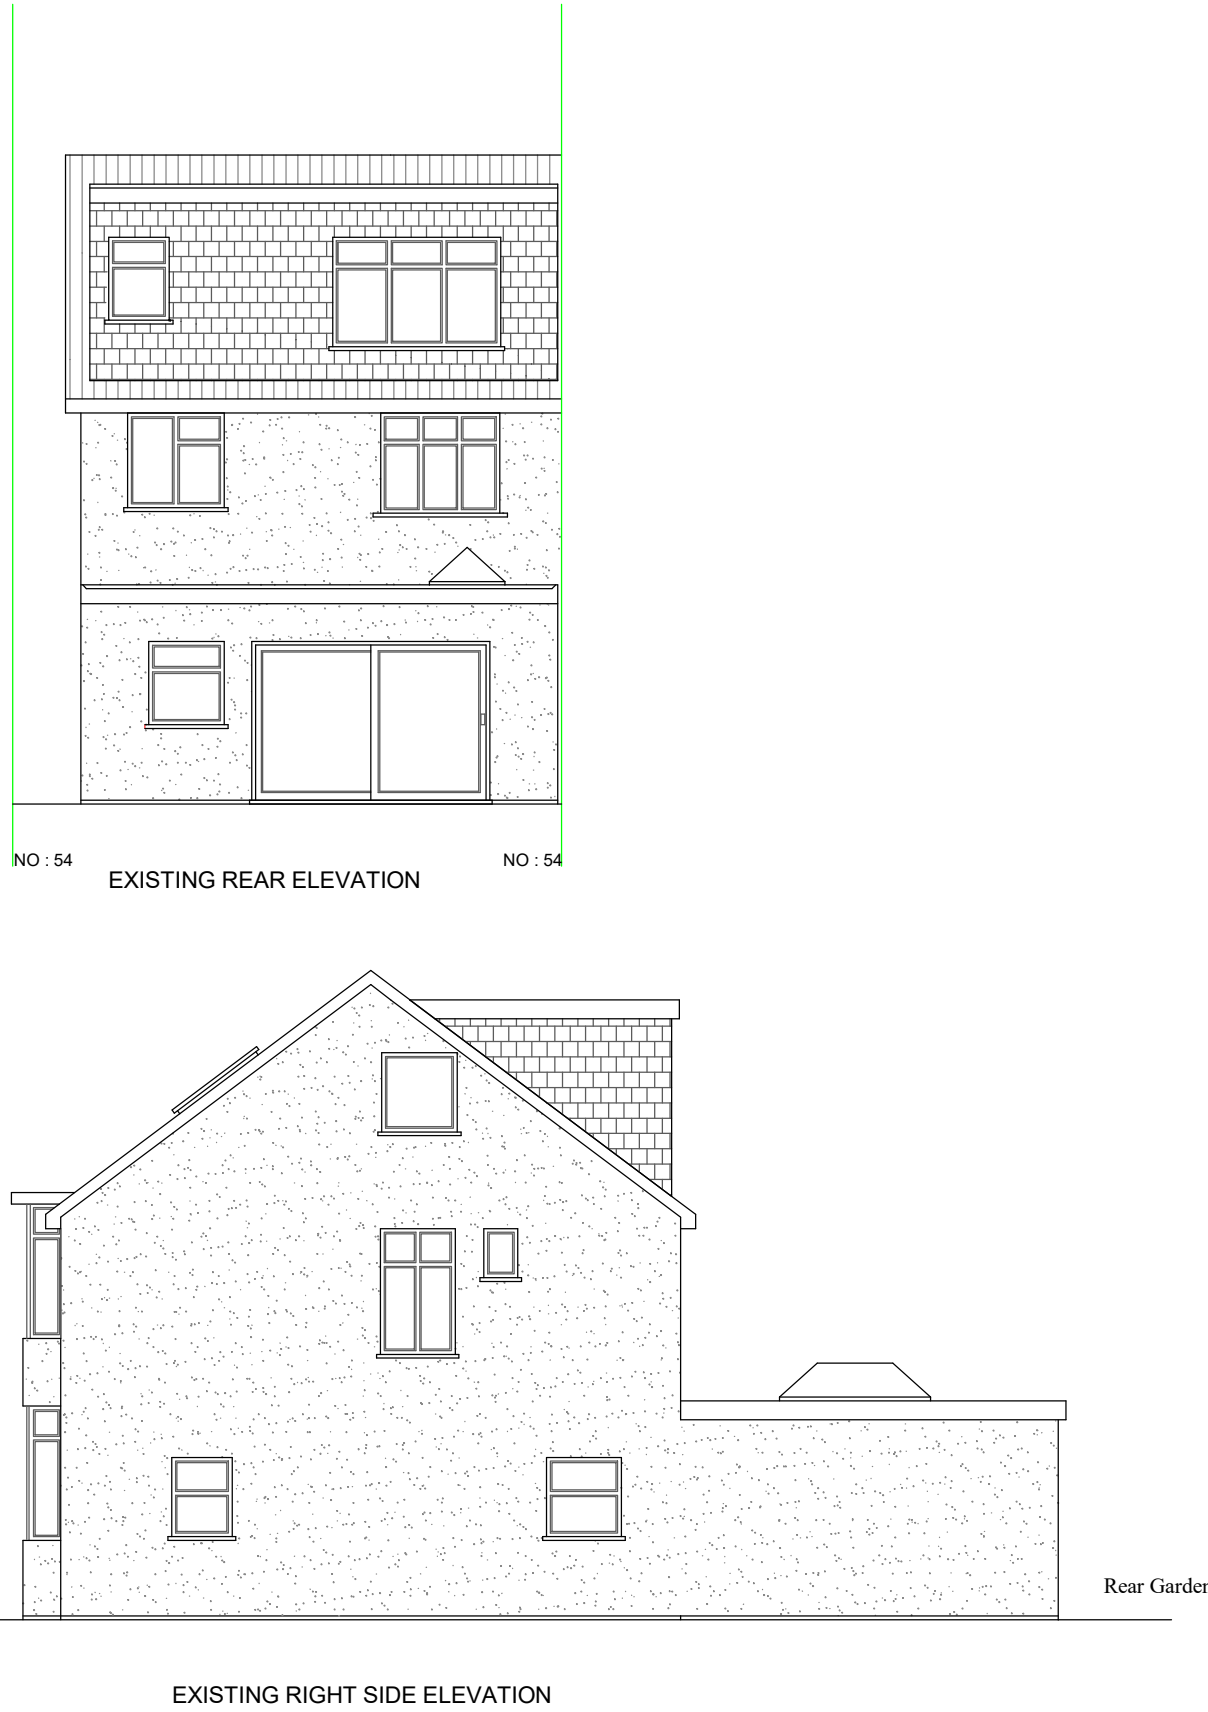 NO : 54 NO : 54
EXISTING REAR ELEVATION
Rear Garden
EXISTING RIGHT SIDE ELEVATION